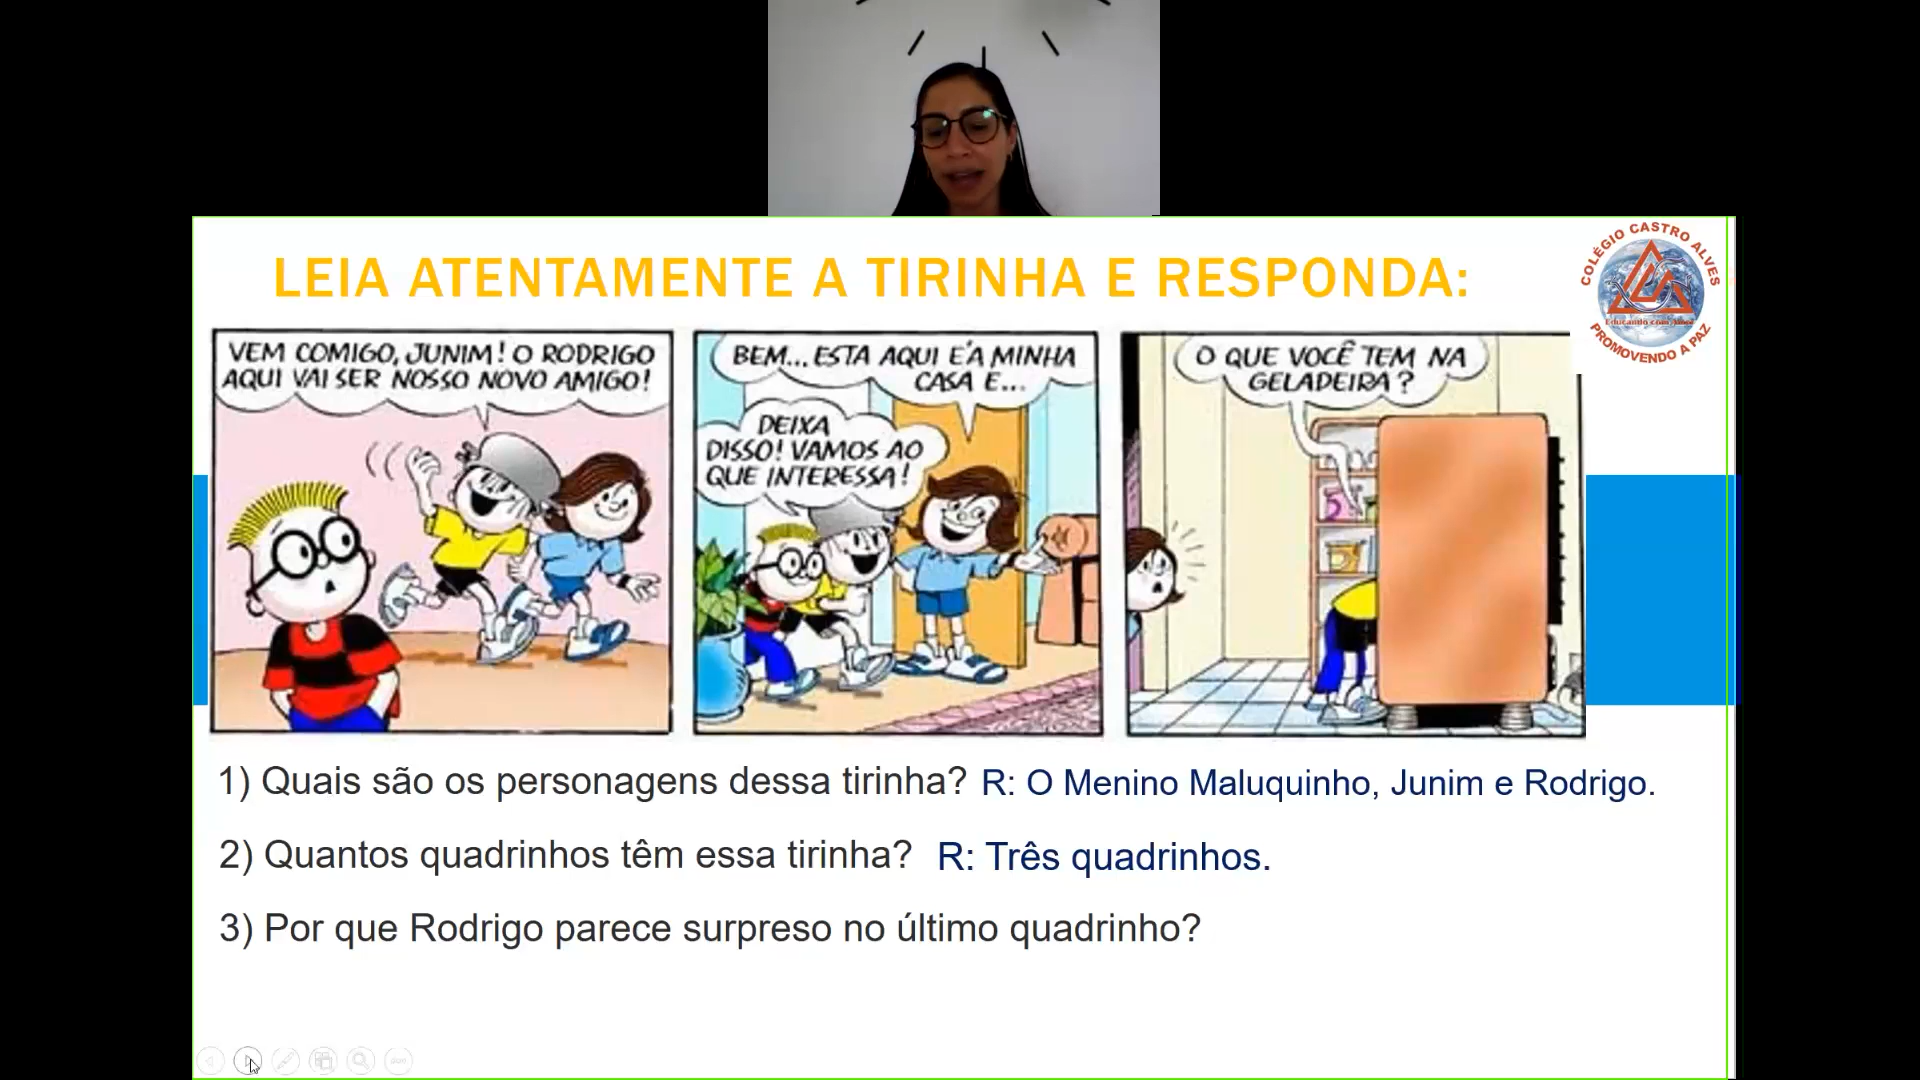 LEIA ATENTAMENTE A TIRINHA E RESPONDA:
COLÉGIO CASTRO ALVES
Educando com Amor
PROMOVENDO A PAZ
VEM COMIGO, JUNIM! O RODRIGO
AQUI VAI SER NOSSO NOVO AMIGO!
BEM... ESTA AQUI É A MINHA
CASA E...
DEIXA
DISSO! VAMOS AO
QUE INTERESSA!
O QUE VOCÊ TEM NA
GELADEIRA?
1) Quais são os personagens dessa tirinha? R: O Menino Maluquinho, Junim e Rodrigo.
2) Quantos quadrinhos têm essa tirinha? R: Três quadrinhos.
3) Por que Rodrigo parece surpreso no último quadrinho?